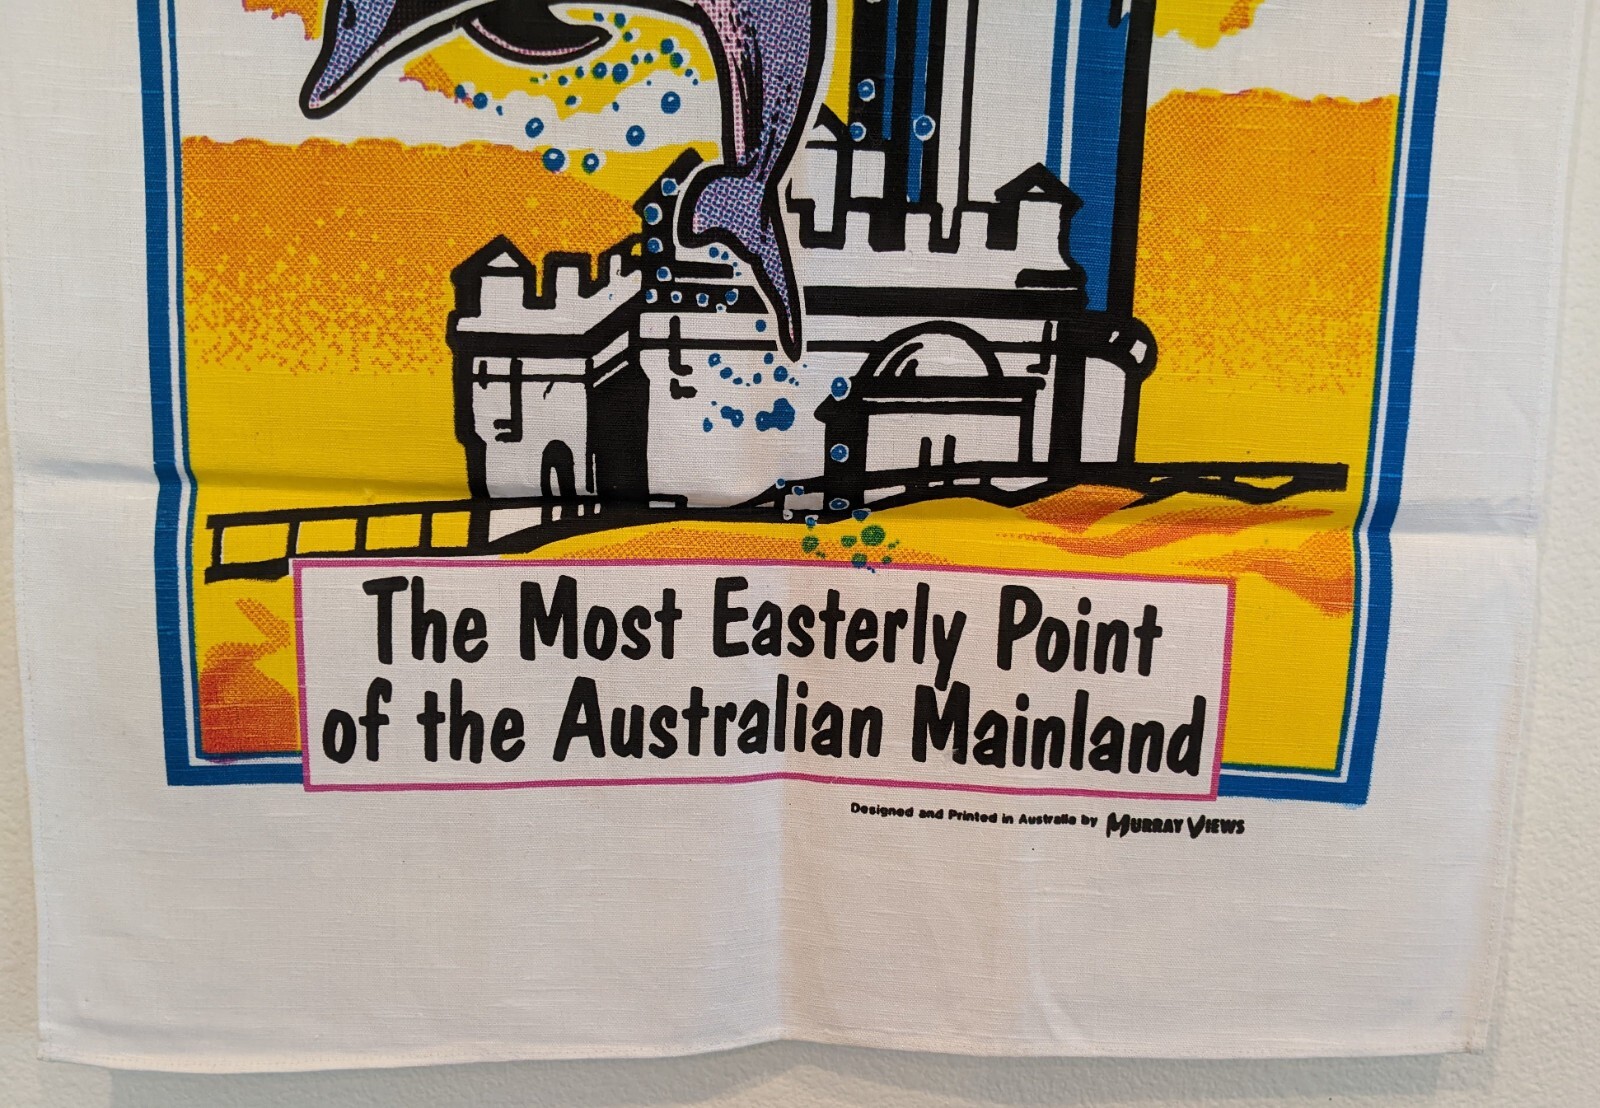 The Most Easterly Point
of the Australian Mainland
Designed and Printed in Australia by MURRAY VIEWS